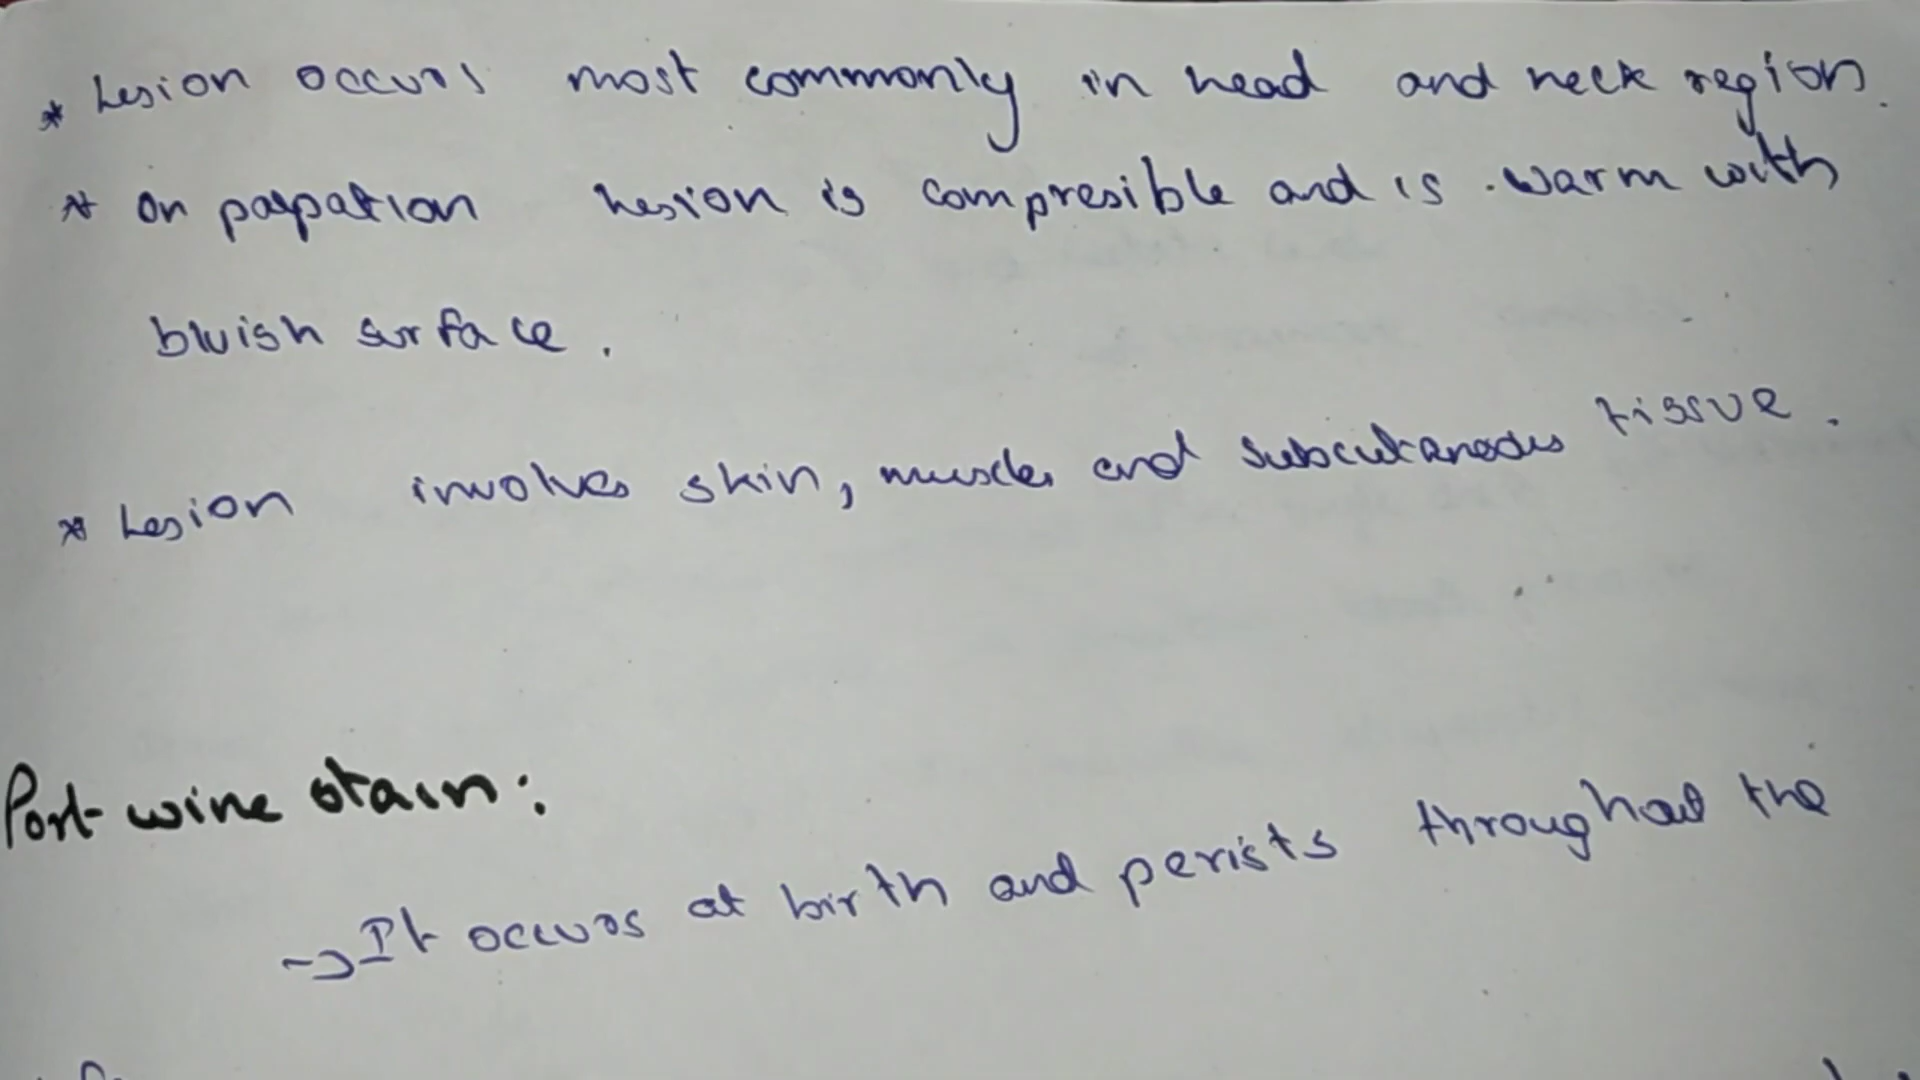 * Lesion occurs most commonly in head and neck region.
* on palpation Lesion is compresible and is warm with
bluish surface.
* Lesion involves skin, muscles and subcutaneous tissue.
Port wine stain:
→ It occurs at birth and perists throughout the